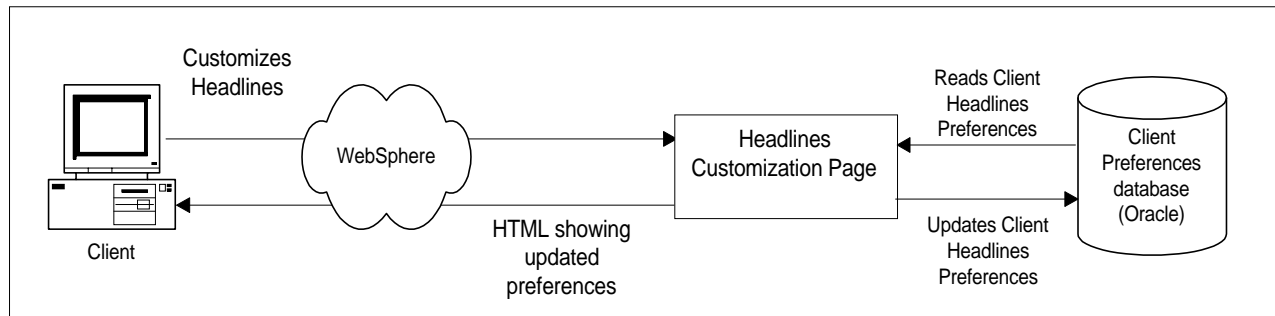 Customizes
Headlines
WebSphere
Client
HTML showing
updated
preferences
Headlines
Customization Page
Reads Client
Headlines
Preferences
Updates Client
Headlines
Preferences
Client
Preferences
database
(Oracle)